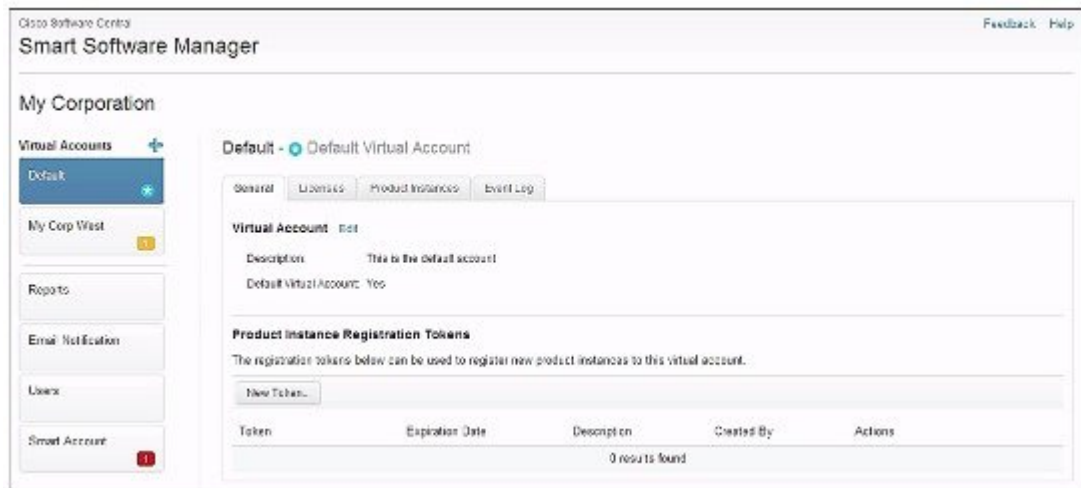 Cisco Software Central
Feedback Help
Smart Software Manager
My Corporation
Virtual Accounts
Default
My Corp West
1
Reports
Email Notification
Users
Smart Account
1
Default - Default Virtual Account
General Licenses Product Instances Event Log
Virtual Account Edit
Description: This is the default account
Default Virtual Account: Yes
Product Instance Registration Tokens
The registration tokens below can be used to register new product instances to this virtual account.
New Token...
Token Expiration Date Description Created By Actions
0 results found